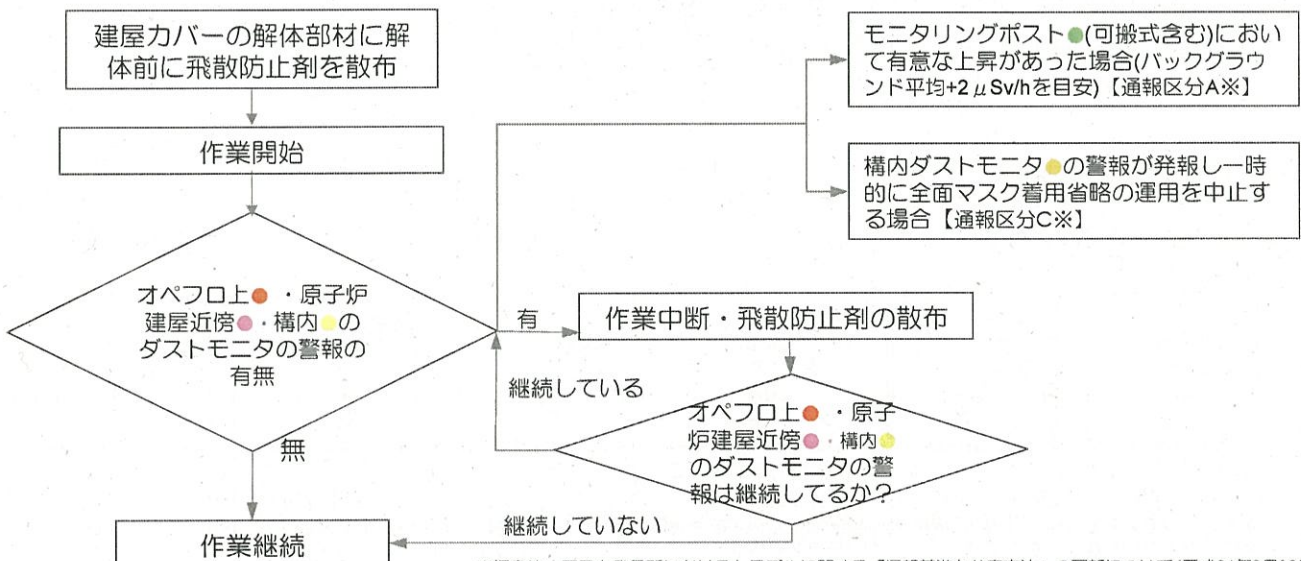 建屋カバーの解体部材に解
体前に飛散防止剤を散布
作業開始
オペフロ上 ・原子炉
建屋近傍・構内の
ダストモニタの警報の
有無
有
無
作業中断・飛散防止剤の散布
継続している
オペフロ上 ・原子
炉建屋近傍・構内
のダストモニタの警
報は継続してるか？
継続していない
作業継続
モニタリングポスト(可搬式含む)におい
て有意な上昇があった場合(バックグラウ
ンド平均+2μSv/hを目安)【通報区分A※】
構内ダストモニタの警報が発報し一時
的に全面マスク着用省略の運用を中止す
る場合【通報区分C※】